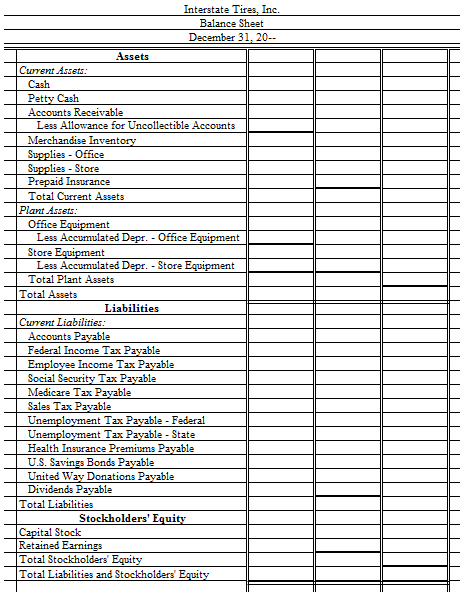 Interstate Tires, Inc.
Balance Sheet
December 31, 20--
Assets
Current Assets:
Cash
Petty Cash
Accounts Receivable
Less Allowance for Uncollectible Accounts
Merchandise Inventory
Supplies - Office
Supplies - Store
Prepaid Insurance
Total Current Assets
Plant Assets:
Office Equipment
Less Accumulated Depr. - Office Equipment
Store Equipment
Less Accumulated Depr. - Store Equipment
Total Plant Assets
Total Assets
Liabilities
Current Liabilities:
Accounts Payable
Federal Income Tax Payable
Employee Income Tax Payable
Social Security Tax Payable
Medicare Tax Payable
Sales Tax Payable
Unemployment Tax Payable - Federal
Unemployment Tax Payable - State
Health Insurance Premiums Payable
U.S. Savings Bonds Payable
United Way Donations Payable
Dividends Payable
Total Liabilities
Stockholders' Equity
Capital Stock
Retained Earnings
Total Stockholders' Equity
Total Liabilities and Stockholders' Equity